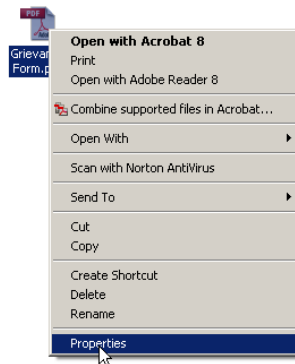 PDF
Grievan
Form.p
Open with Acrobat 8
Print
Open with Adobe Reader 8
Combine supported files in Acrobat...
Open With
Scan with Norton AntiVirus
Send To
Cut
Copy
Create Shortcut
Delete
Rename
Properties